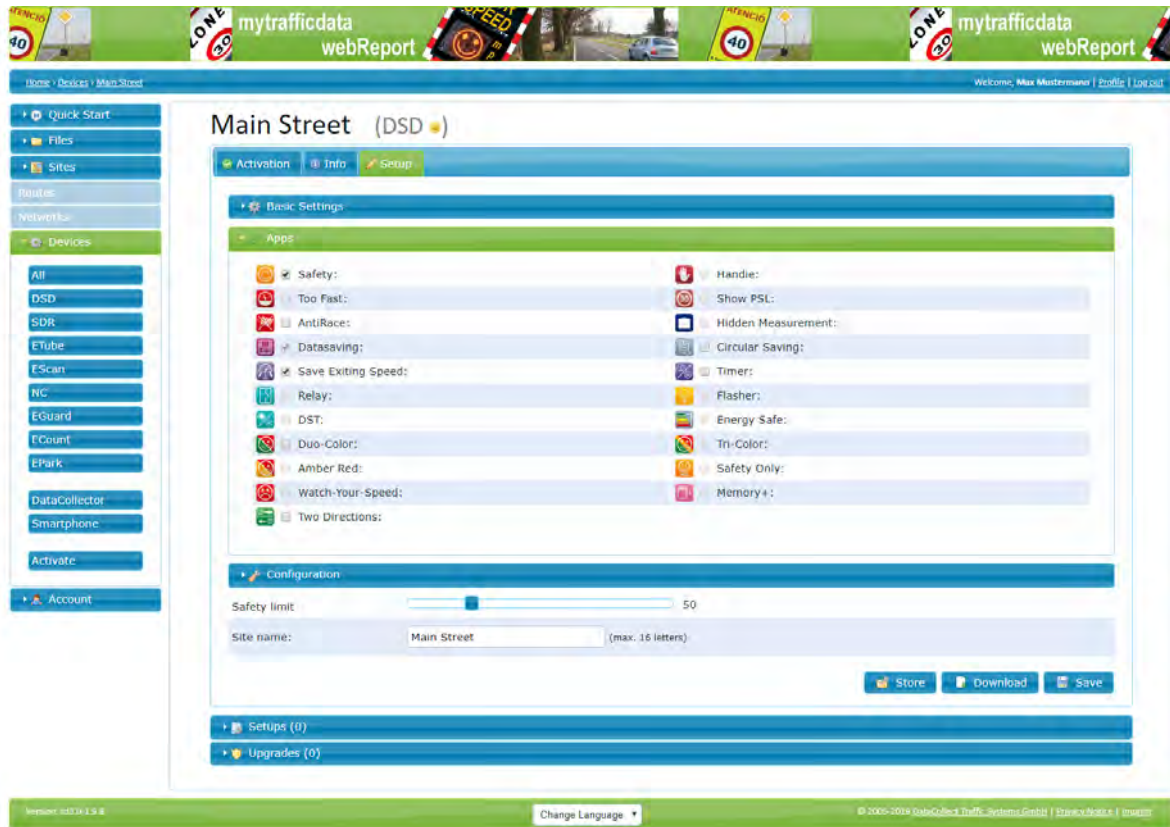 ATENCIÓ
40
ZONE
30
mytrafficdata
webReport
SPEED
ATENCIÓ
40
ZONE
30
mytrafficdata
webReport
Home › Devices › Main Street
Welcome, Max Mustermann | Profile | Log out
Quick Start
Files
Sites
Routes
Networks
Devices
All
DSD
SDR
ETube
EScan
NC
EGuard
ECount
EPark
DataCollector
Smartphone
Activate
Account
Main Street (DSD)
Activation Info Setup
Basic Settings
Apps
Safety: Handie:
Too Fast: Show PSL:
AntiRace: Hidden Measurement:
Datasaving: Circular Saving:
Save Exiting Speed: Timer:
Relay: Flasher:
DST: Energy Safe:
Duo-Color: Tri-Color:
Amber Red: Safety Only:
Watch-Your-Speed: Memory+:
Two Directions:
Configuration
Safety limit 50
Site name: Main Street (max. 16 letters)
Store Download Save
Setups (0)
Upgrades (0)
Change Language
© 2005-2016 DataCollect Traffic Systems GmbH | Privacy Notice | Imprint